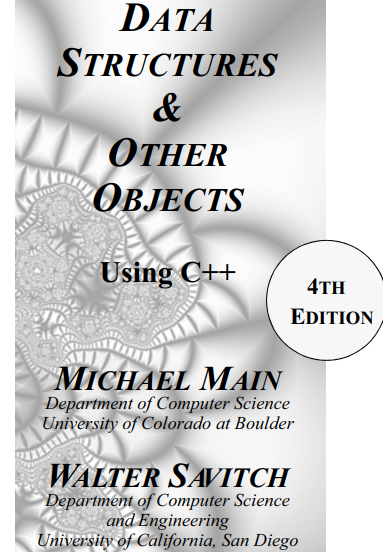 DATA
STRUCTURES
&
OTHER
OBJECTS
Using C++
4TH
EDITION
MICHAEL MAIN
Department of Computer Science
University of Colorado at Boulder
WALTER SAVITCH
Department of Computer Science
and Engineering
University of California, San Diego